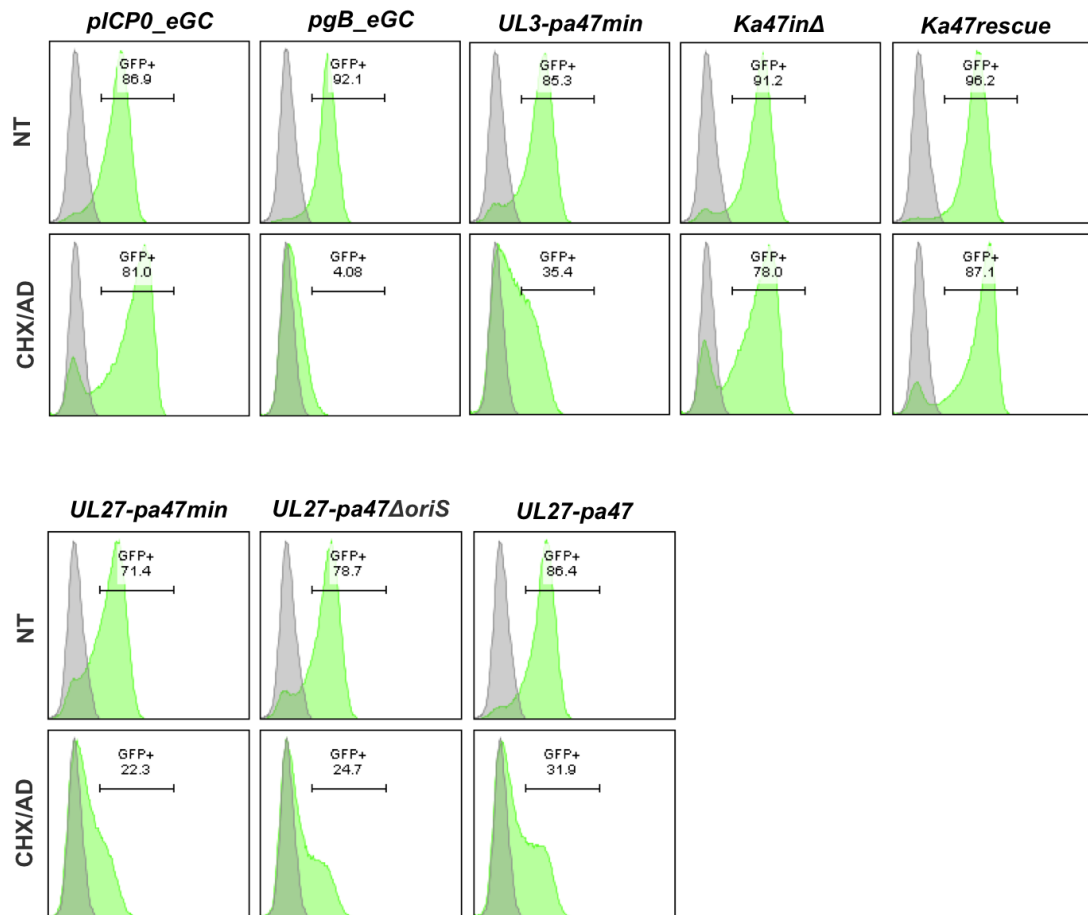 pICP0_eGC pgB_eGC UL3-pa47min Ka47inΔ Ka47rescue
NT
GFP+ GFP+ GFP+ GFP+ GFP+
86.9 92.1 85.3 91.2 96.2
CHX/AD
GFP+ GFP+ GFP+ GFP+ GFP+
81.0 4.08 35.4 78.0 87.1
UL27-pa47min UL27-pa47ΔoriS UL27-pa47
NT
GFP+ GFP+ GFP+
71.4 78.7 86.4
CHX/AD
GFP+ GFP+ GFP+
22.3 24.7 31.9